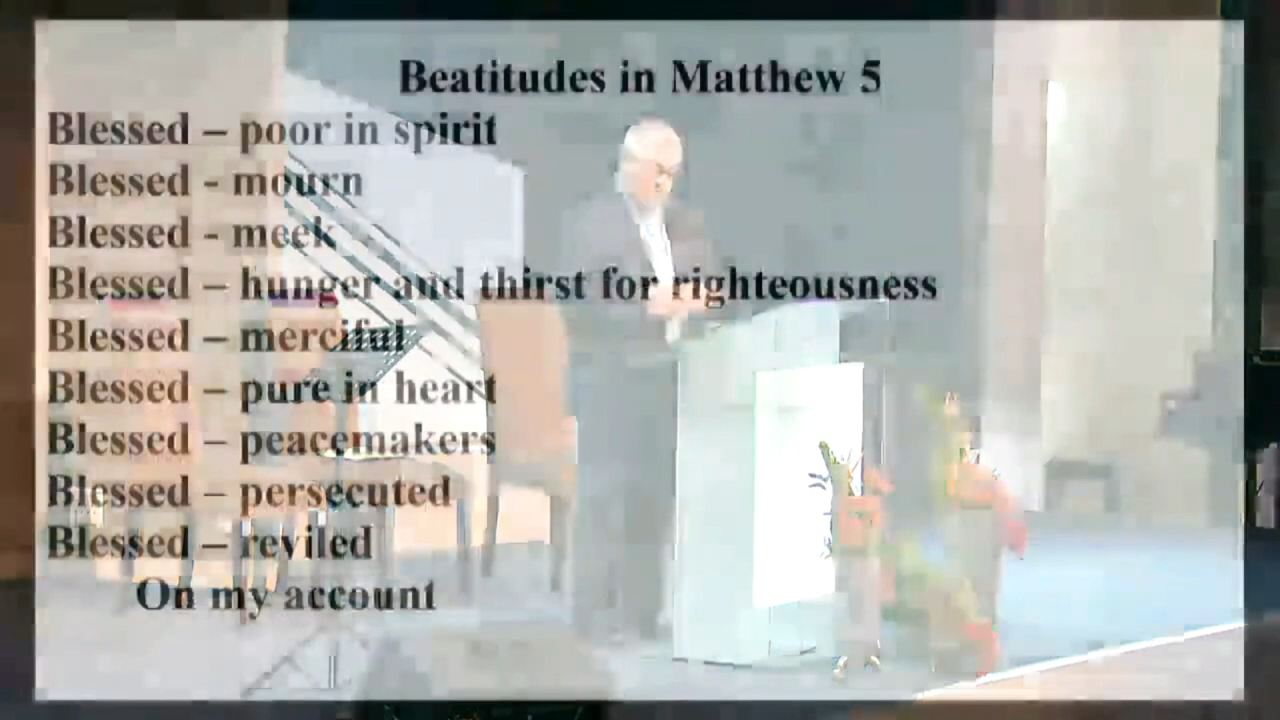 Beatitudes in Matthew 5
Blessed – poor in spirit
Blessed - mourn
Blessed - meek
Blessed – hunger and thirst for righteousness
Blessed – merciful
Blessed – pure in heart
Blessed – peacemakers
Blessed – persecuted
Blessed – reviled
On my account